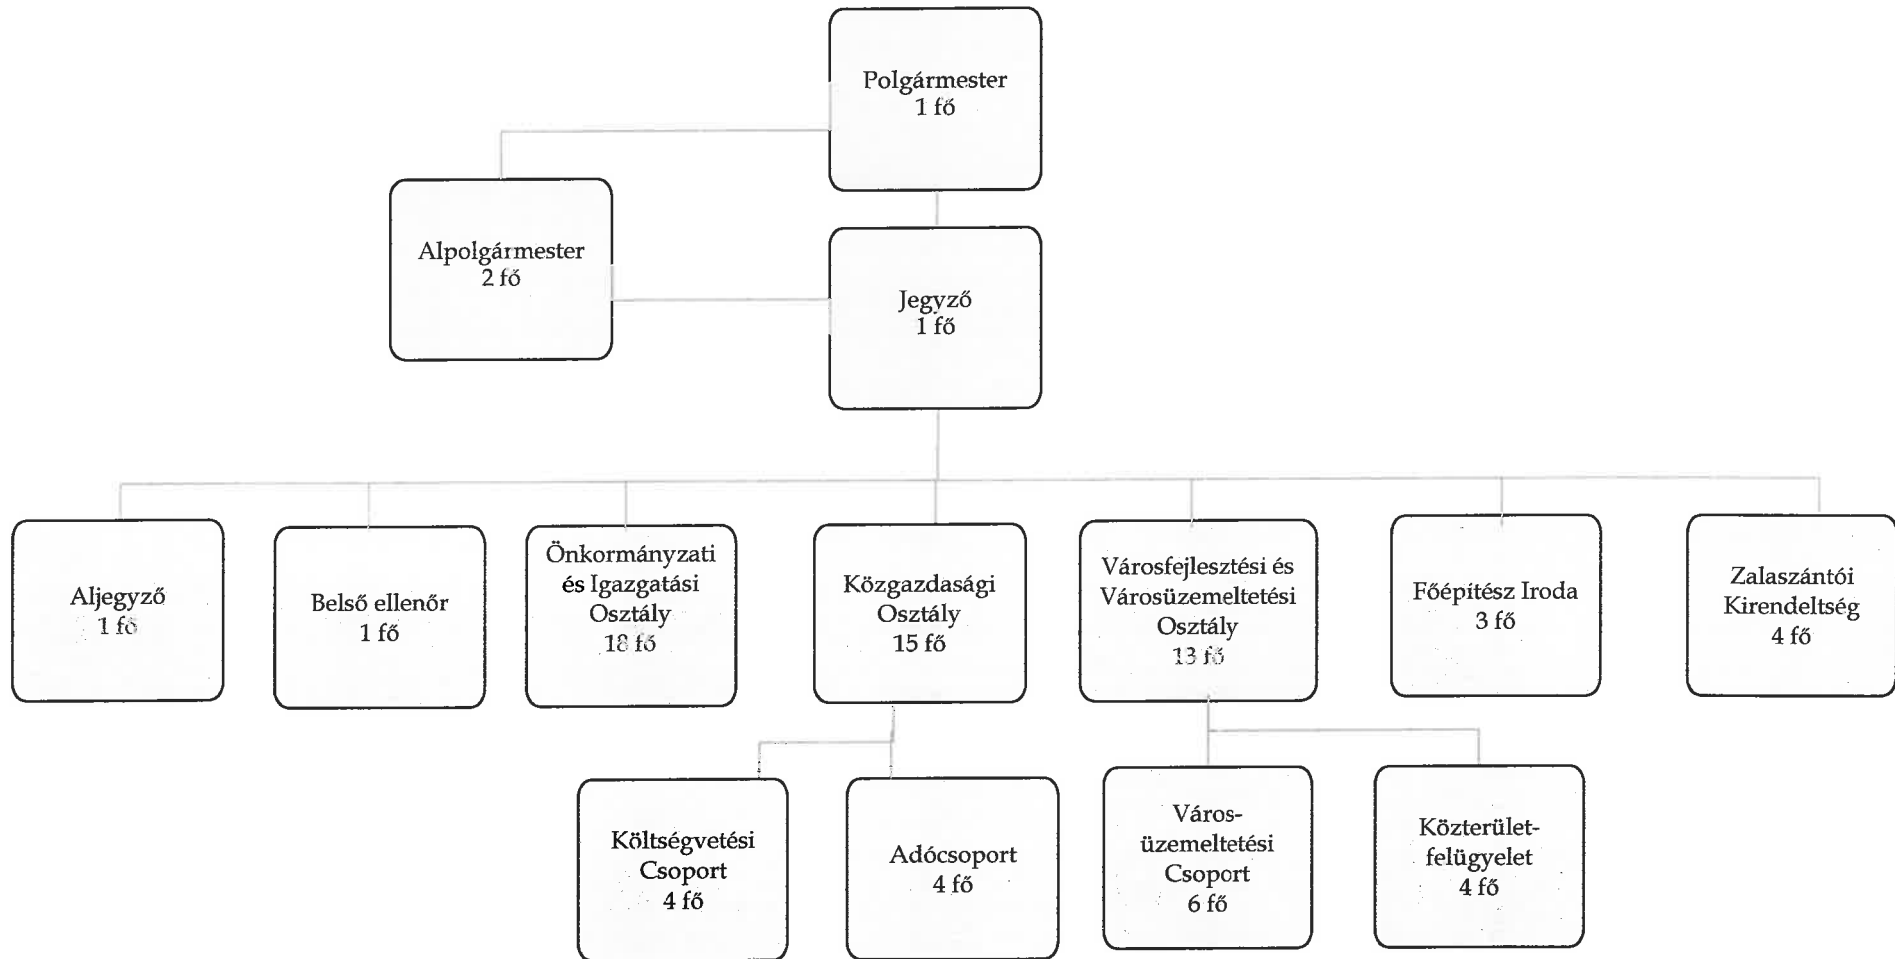 Polgármester
1 fő
Alpolgármester
2 fő
Jegyző
1 fő
Aljegyző
1 fő
Belső ellenőr
1 fő
Önkormányzati
és Igazgatási
Osztály
18 fő
Közgazdasági
Osztály
15 fő
Városfejlesztési és
Városüzemeltetési
Osztály
13 fő
Főépítész Iroda
3 fő
Zalaszántói
Kirendeltség
4 fő
Költségvetési
Csoport
4 fő
Adócsoport
4 fő
Város-
üzemeltetési
Csoport
6 fő
Közterület-
felügyelet
4 fő